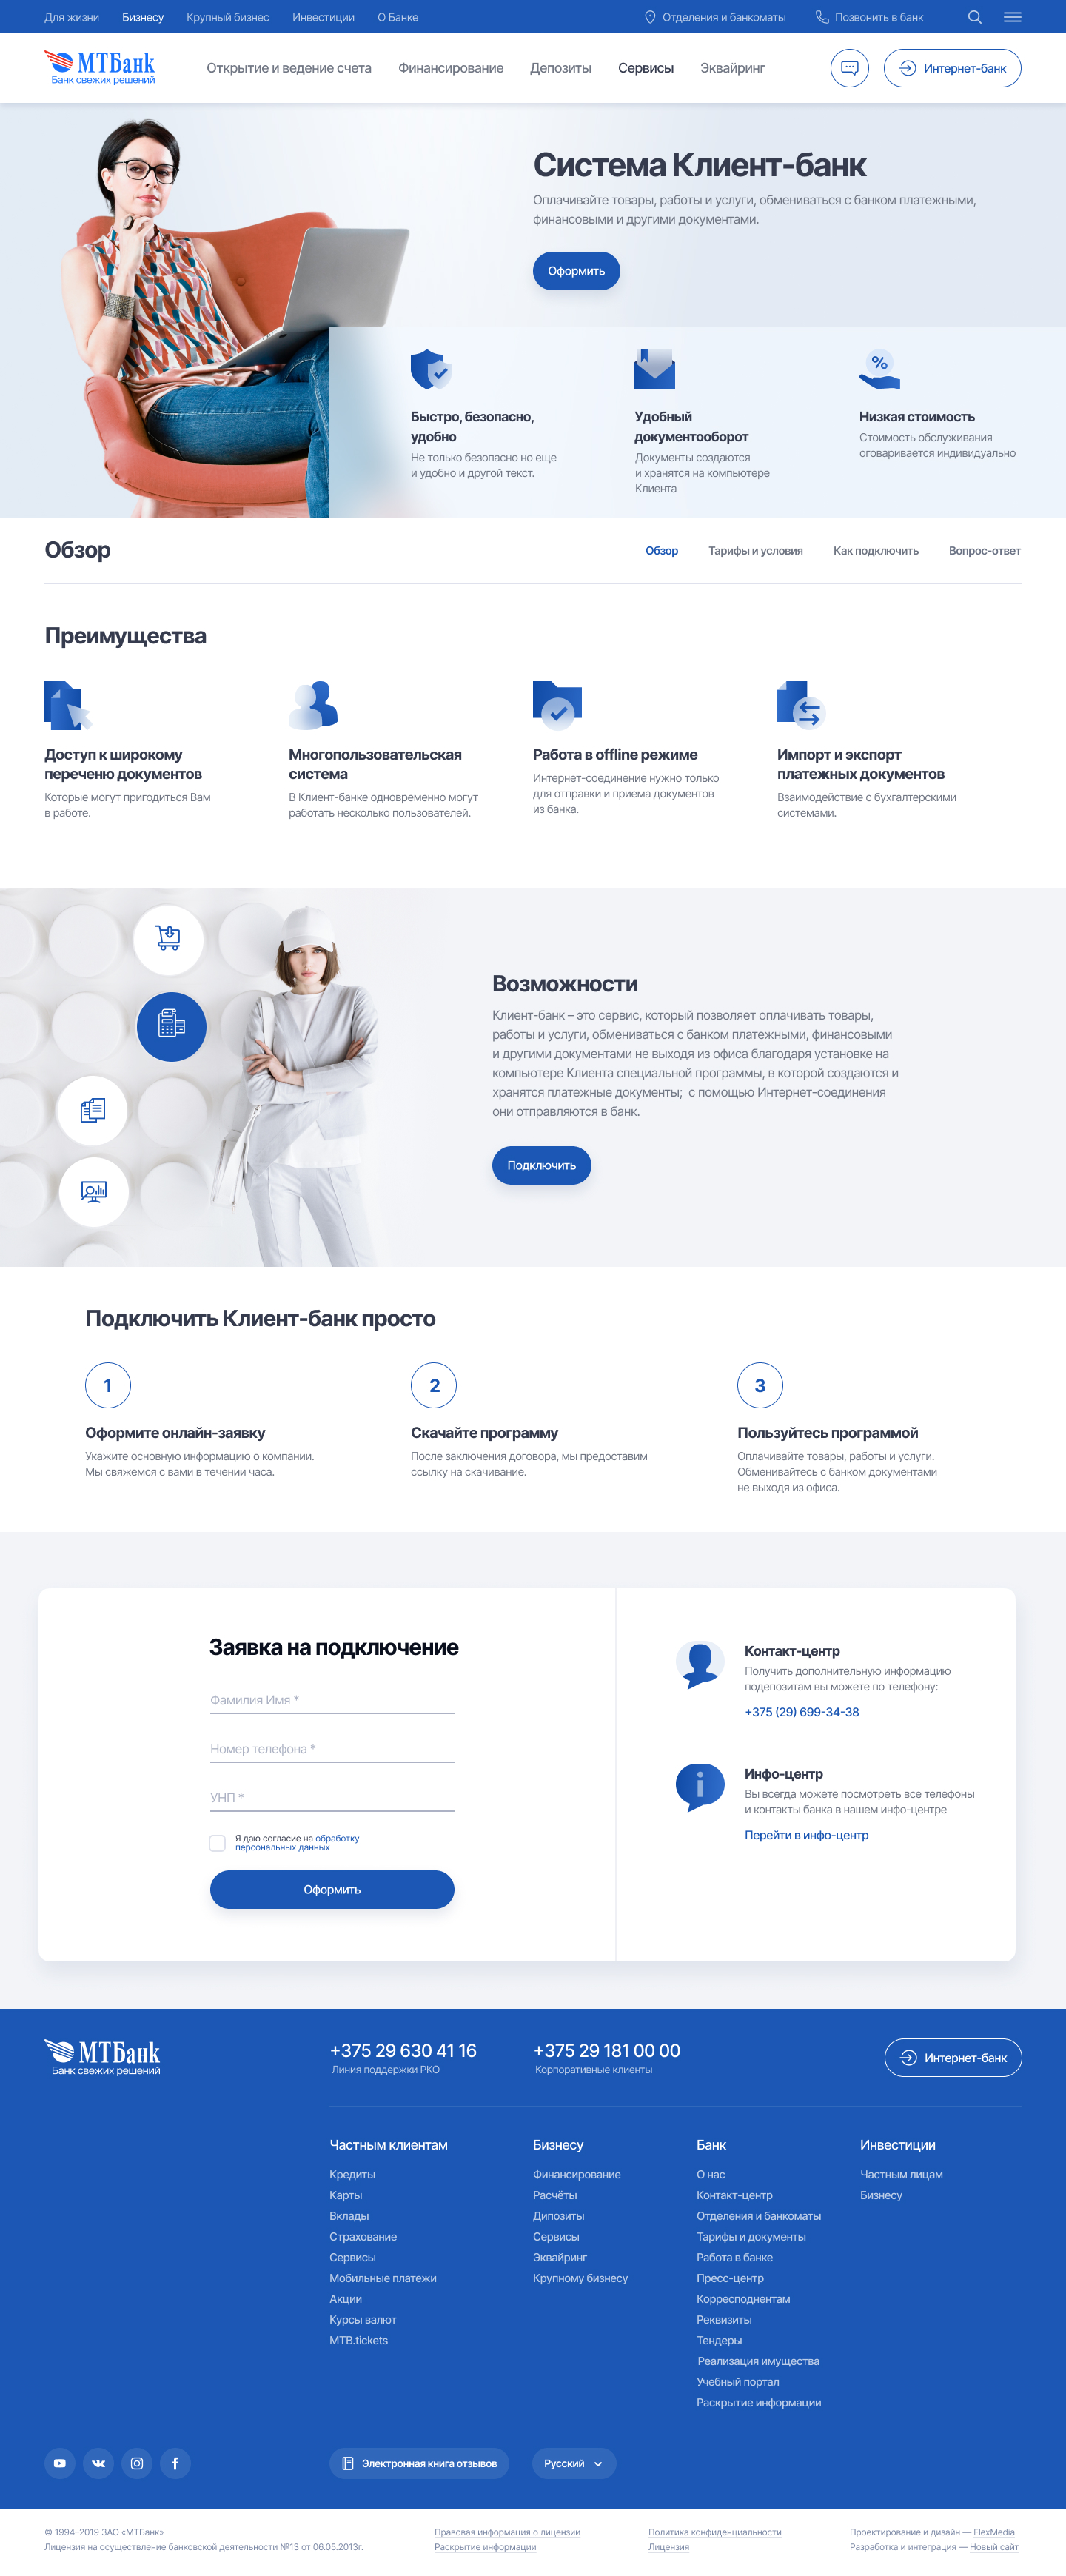 Для жизни Бизнесу Крупный бизнес Инвестиции О Банке Отделения и банкоматы Позвонить в банк
МТБанк
Банк свежих решений
Открытие и ведение счета Финансирование Депозиты Сервисы Эквайринг Интернет-банк
Система Клиент-банк
Оплачивайте товары, работы и услуги, обмениваться с банком платежными,
финансовыми и другими документами.
Оформить
Быстро, безопасно,
удобно
Не только безопасно но еще
и удобно и другой текст.
Удобный
документооборот
Документы создаются
и хранятся на компьютере
Клиента
%
Низкая стоимость
Стоимость обслуживания
оговаривается индивидуально
Обзор
Обзор Тарифы и условия Как подключить Вопрос-ответ
Преимущества
Доступ к широкому
переченю документов
Которые могут пригодиться Вам
в работе.
Многопользовательская
система
В Клиент-банке одновременно могут
работать несколько пользователей.
Работа в offline режиме
Интернет-соединение нужно только
для отправки и приема документов
из банка.
Импорт и экспорт
платежных документов
Взаимодействие с бухгалтерскими
системами.
Возможности
Клиент-банк – это сервис, который позволяет оплачивать товары,
работы и услуги, обмениваться с банком платежными, финансовыми
и другими документами не выходя из офиса благодаря установке на
компьютере Клиента специальной программы, в которой создаются и
хранятся платежные документы; с помощью Интернет-соединения
они отправляются в банк.
Подключить
Подключить Клиент-банк просто
1
Оформите онлайн-заявку
Укажите основную информацию о компании.
Мы свяжемся с вами в течении часа.
2
Скачайте программу
После заключения договора, мы предоставим
ссылку на скачивание.
3
Пользуйтесь программой
Оплачивайте товары, работы и услуги.
Обменивайтесь с банком документами
не выходя из офиса.
Заявка на подключение
Фамилия Имя *
Номер телефона *
УНП *
Я даю согласие на обработку
персональных данных
Оформить
Контакт-центр
Получить дополнительную информацию
подепозитам вы можете по телефону:
+375 (29) 699-34-38
Инфо-центр
Вы всегда можете посмотреть все телефоны
и контакты банка в нашем инфо-центре
Перейти в инфо-центр
МТБанк
Банк свежих решений
+375 29 630 41 16
Линия поддержки РКО
+375 29 181 00 00
Корпоративные клиенты
Интернет-банк
Частным клиентам
Кредиты
Карты
Вклады
Страхование
Сервисы
Мобильные платежи
Акции
Курсы валют
MTB.tickets
Бизнесу
Финансирование
Расчёты
Дипозиты
Сервисы
Эквайринг
Крупному бизнесу
Банк
О нас
Контакт-центр
Отделения и банкоматы
Тарифы и документы
Работа в банке
Пресс-центр
Корресподнентам
Реквизиты
Тендеры
Реализация имущества
Учебный портал
Раскрытие информации
Инвестиции
Частным лицам
Бизнесу
Электронная книга отзывов
Русский
© 1994–2019 ЗАО «МТБанк»
Лицензия на осуществление банковской деятельности №13 от 06.05.2013г.
Правовая информация о лицензии
Раскрытие информации
Политика конфиденциальности
Лицензия
Проектирование и дизайн — FlexMedia
Разработка и интеграция — Новый сайт